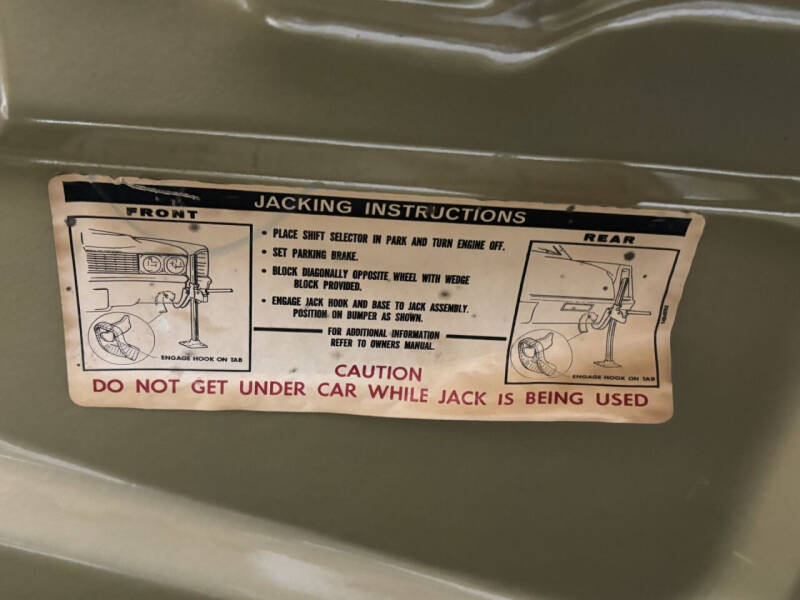 JACKING INSTRUCTIONS
FRONT
ENGAGE HOOK ON TAB
• PLACE SHIFT SELECTOR IN PARK AND TURN ENGINE OFF.
• SET PARKING BRAKE.
• BLOCK DIAGONALLY OPPOSITE WHEEL WITH WEDGE
BLOCK PROVIDED.
• ENGAGE JACK HOOK AND BASE TO JACK ASSEMBLY.
POSITION ON BUMPER AS SHOWN.
FOR ADDITIONAL INFORMATION
REFER TO OWNERS MANUAL.
REAR
ENGAGE HOOK ON TAB
CAUTION
DO NOT GET UNDER CAR WHILE JACK IS BEING USED